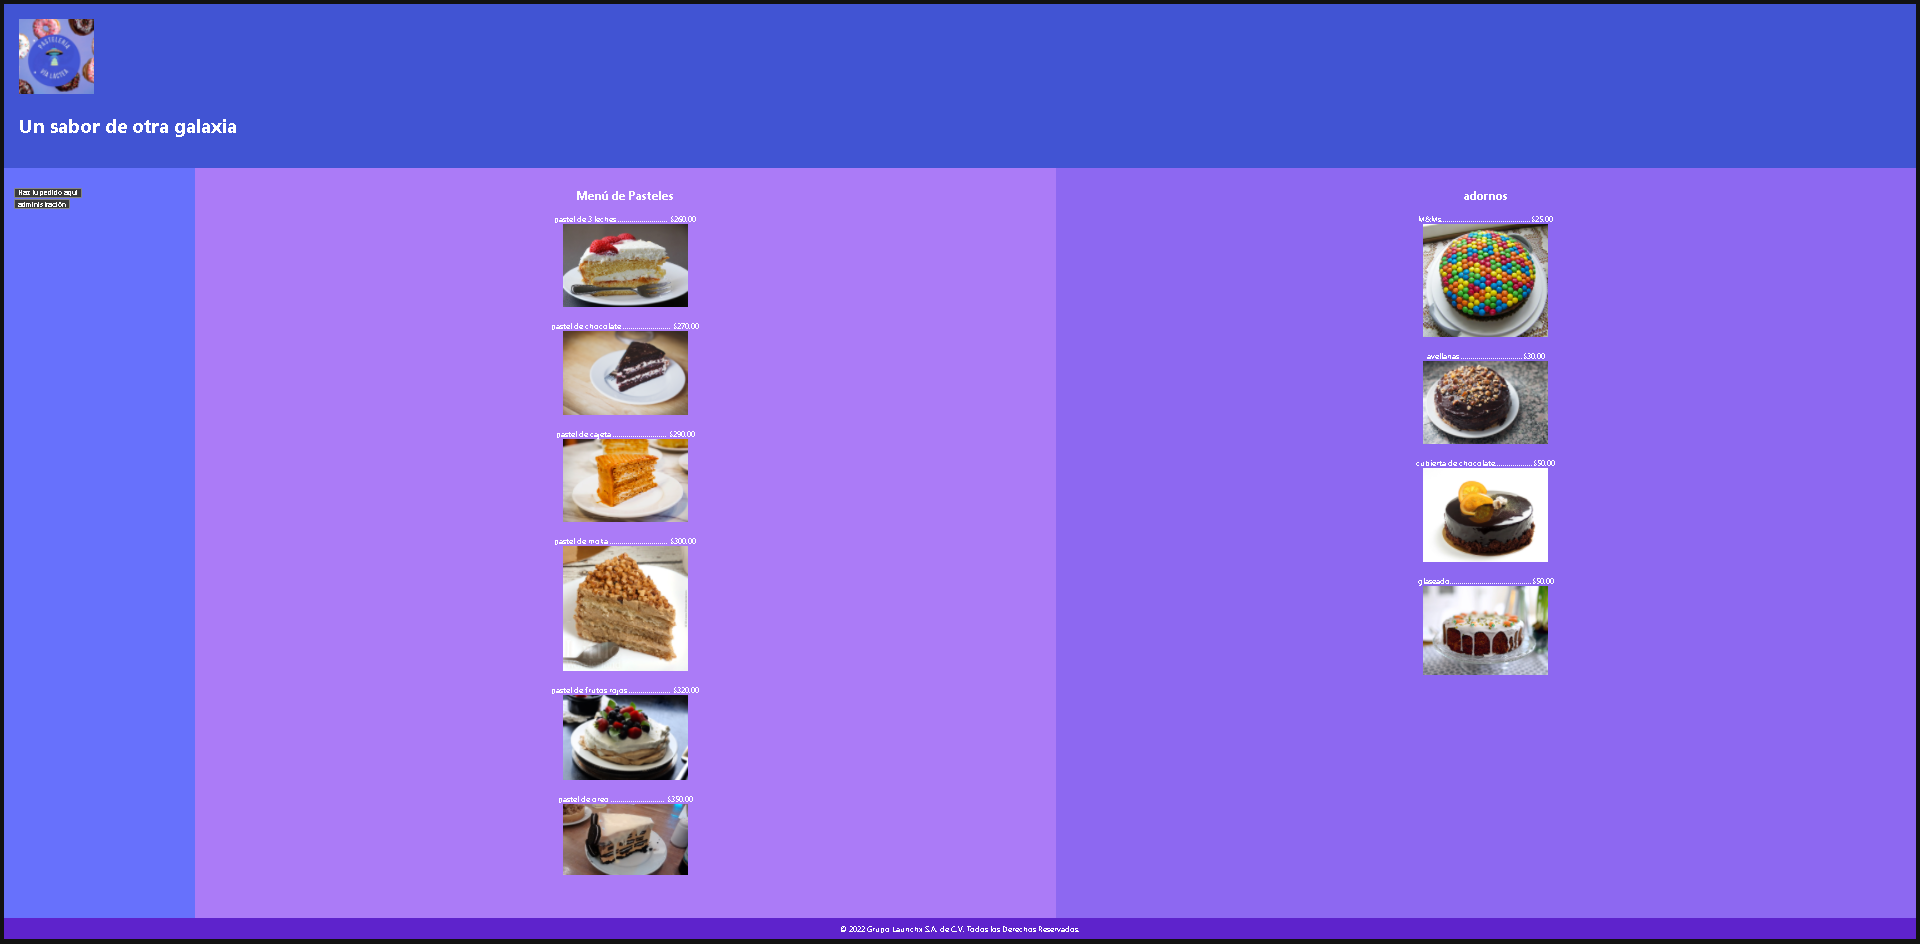 PASTELERIA
VIA LACTEA
Un sabor de otra galaxia
Haz tu pedido aquí
administración
Menú de Pasteles
pastel de 3 leches........................ $260.00
pastel de chocolate........................ $270.00
pastel de cajeta.......................... $290.00
pastel de moka............................ $300.00
pastel de frutos rojos..................... $320.00
pastel de oreo.......................... $350.00
adornos
M&Ms............................................$25.00
avellanas...............................$30.00
cubierta de chocolate..................$50.00
glaseado........................................$50.00
© 2022 Grupo Launchx S.A. de C.V. Todos los Derechos Reservados.